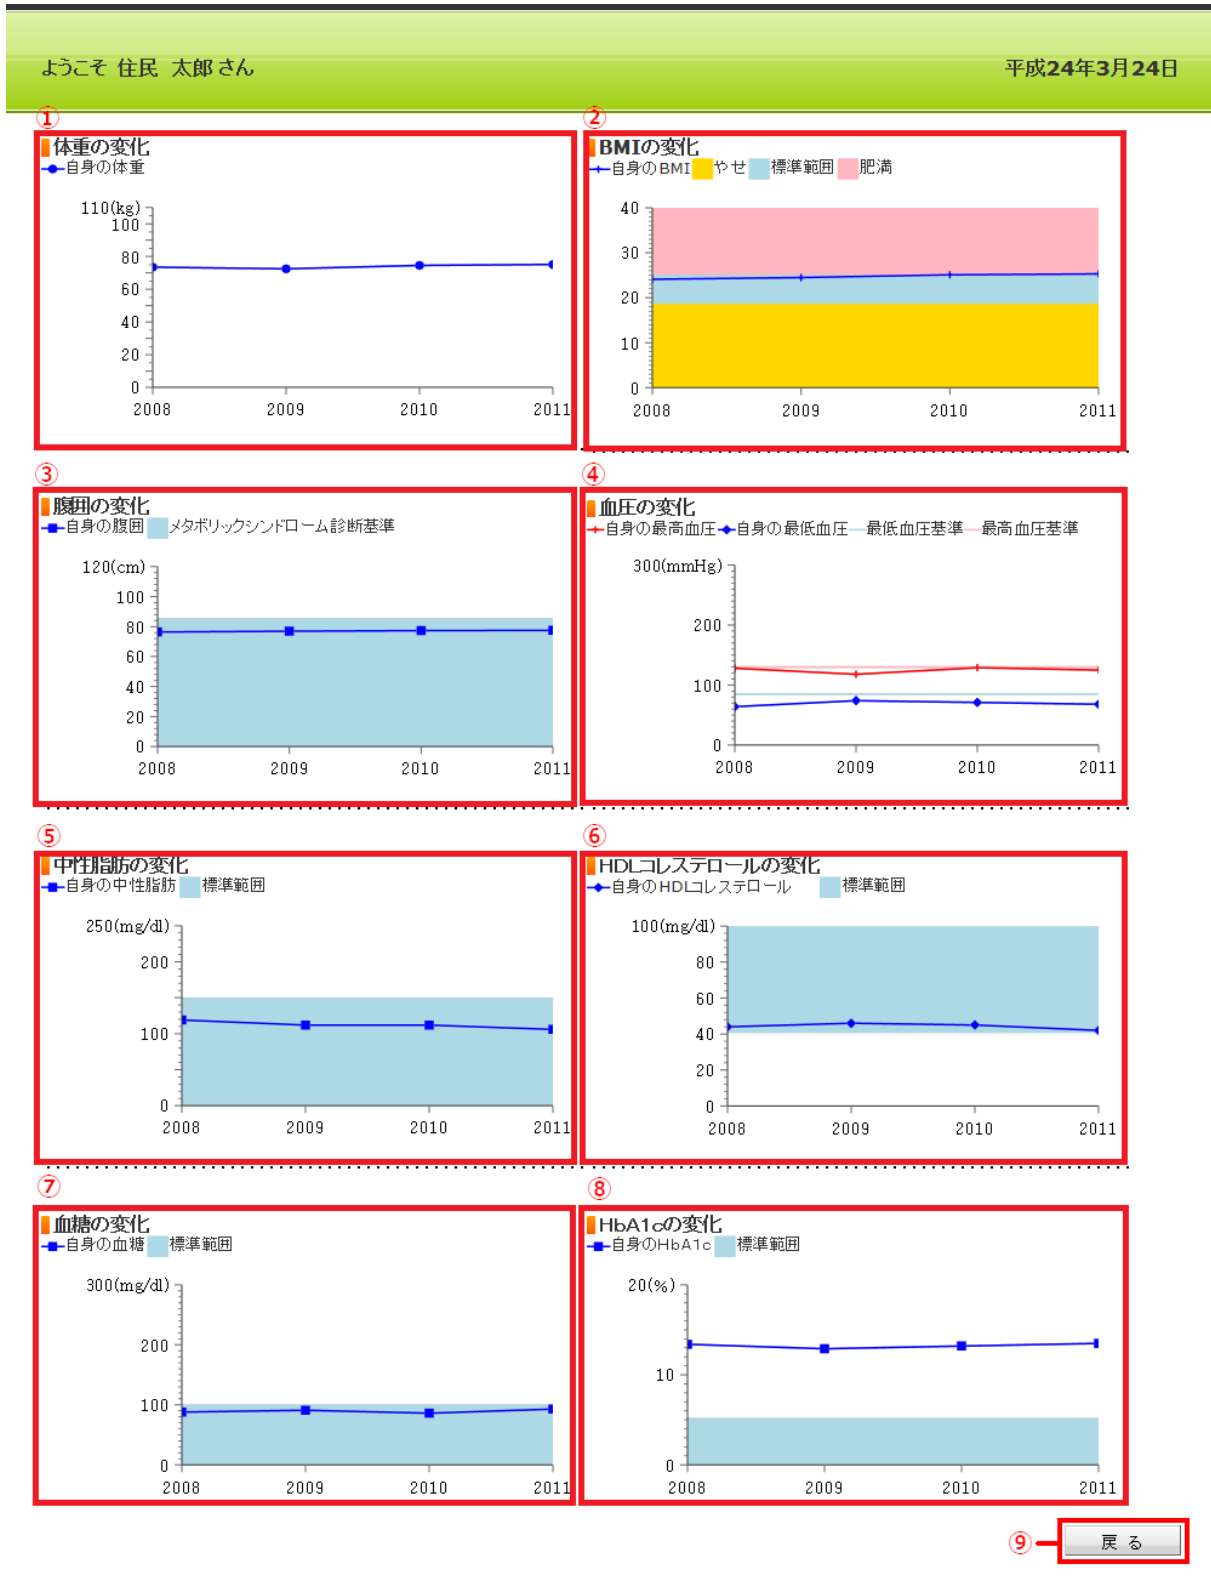 ようこそ 住民 太郎 さん
平成24年3月24日
①
体重の変化
自身の体重
110(kg)
100
80
60
40
20
0
2008 2009 2010 2011
②
BMIの変化
自身のBMI やせ 標準範囲 肥満
40
30
20
10
0
2008 2009 2010 2011
③
腹囲の変化
自身の腹囲 メタボリックシンドローム診断基準
120(cm)
100
80
60
40
20
0
2008 2009 2010 2011
④
血圧の変化
自身の最高血圧 自身の最低血圧 最低血圧基準 最高血圧基準
300(mmHg)
200
100
0
2008 2009 2010 2011
⑤
中性脂肪の変化
自身の中性脂肪 標準範囲
250(mg/dl)
200
100
0
2008 2009 2010 2011
⑥
HDLコレステロールの変化
自身のHDLコレステロール 標準範囲
100(mg/dl)
80
60
40
20
0
2008 2009 2010 2011
⑦
血糖の変化
自身の血糖 標準範囲
300(mg/dl)
200
100
0
2008 2009 2010 2011
⑧
HbA1cの変化
自身のHbA1c 標準範囲
20(%)
10
0
2008 2009 2010 2011
⑨
戻る